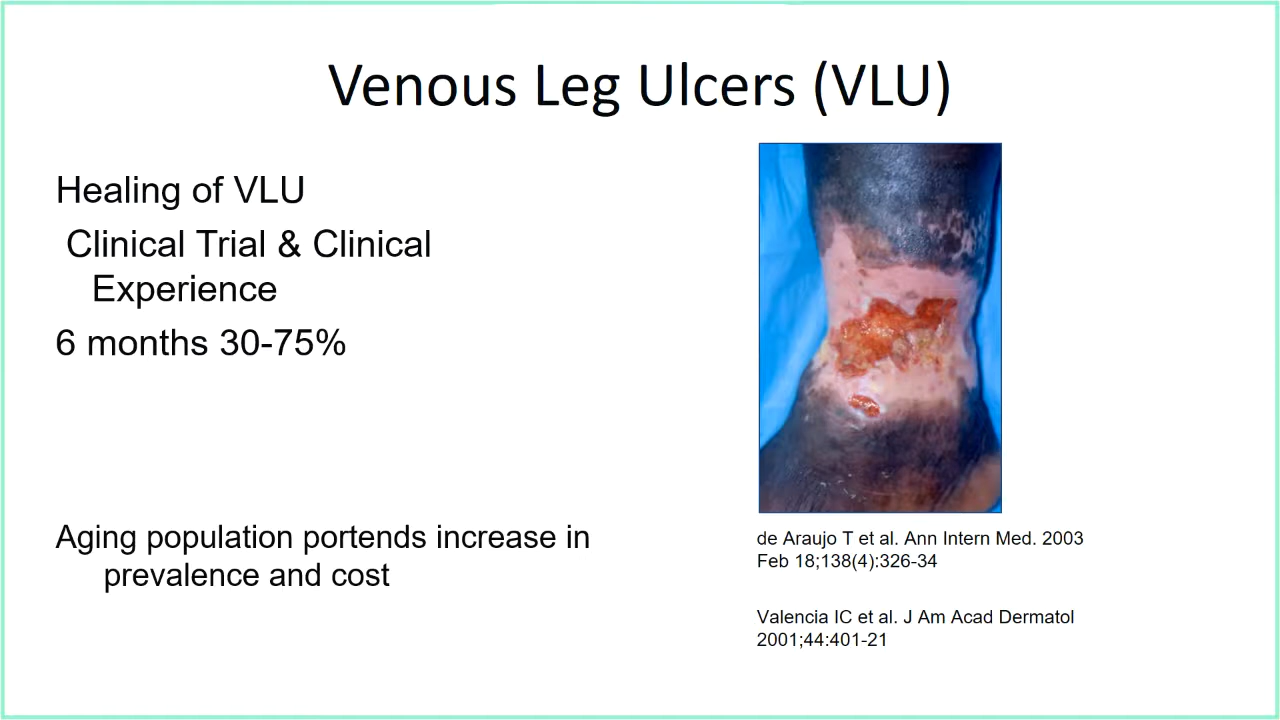 Venous Leg Ulcers (VLU)
Healing of VLU
Clinical Trial & Clinical
Experience
6 months 30-75%
Aging population portends increase in
prevalence and cost
de Araujo T et al. Ann Intern Med. 2003
Feb 18;138(4):326-34
Valencia IC et al. J Am Acad Dermatol
2001;44:401-21